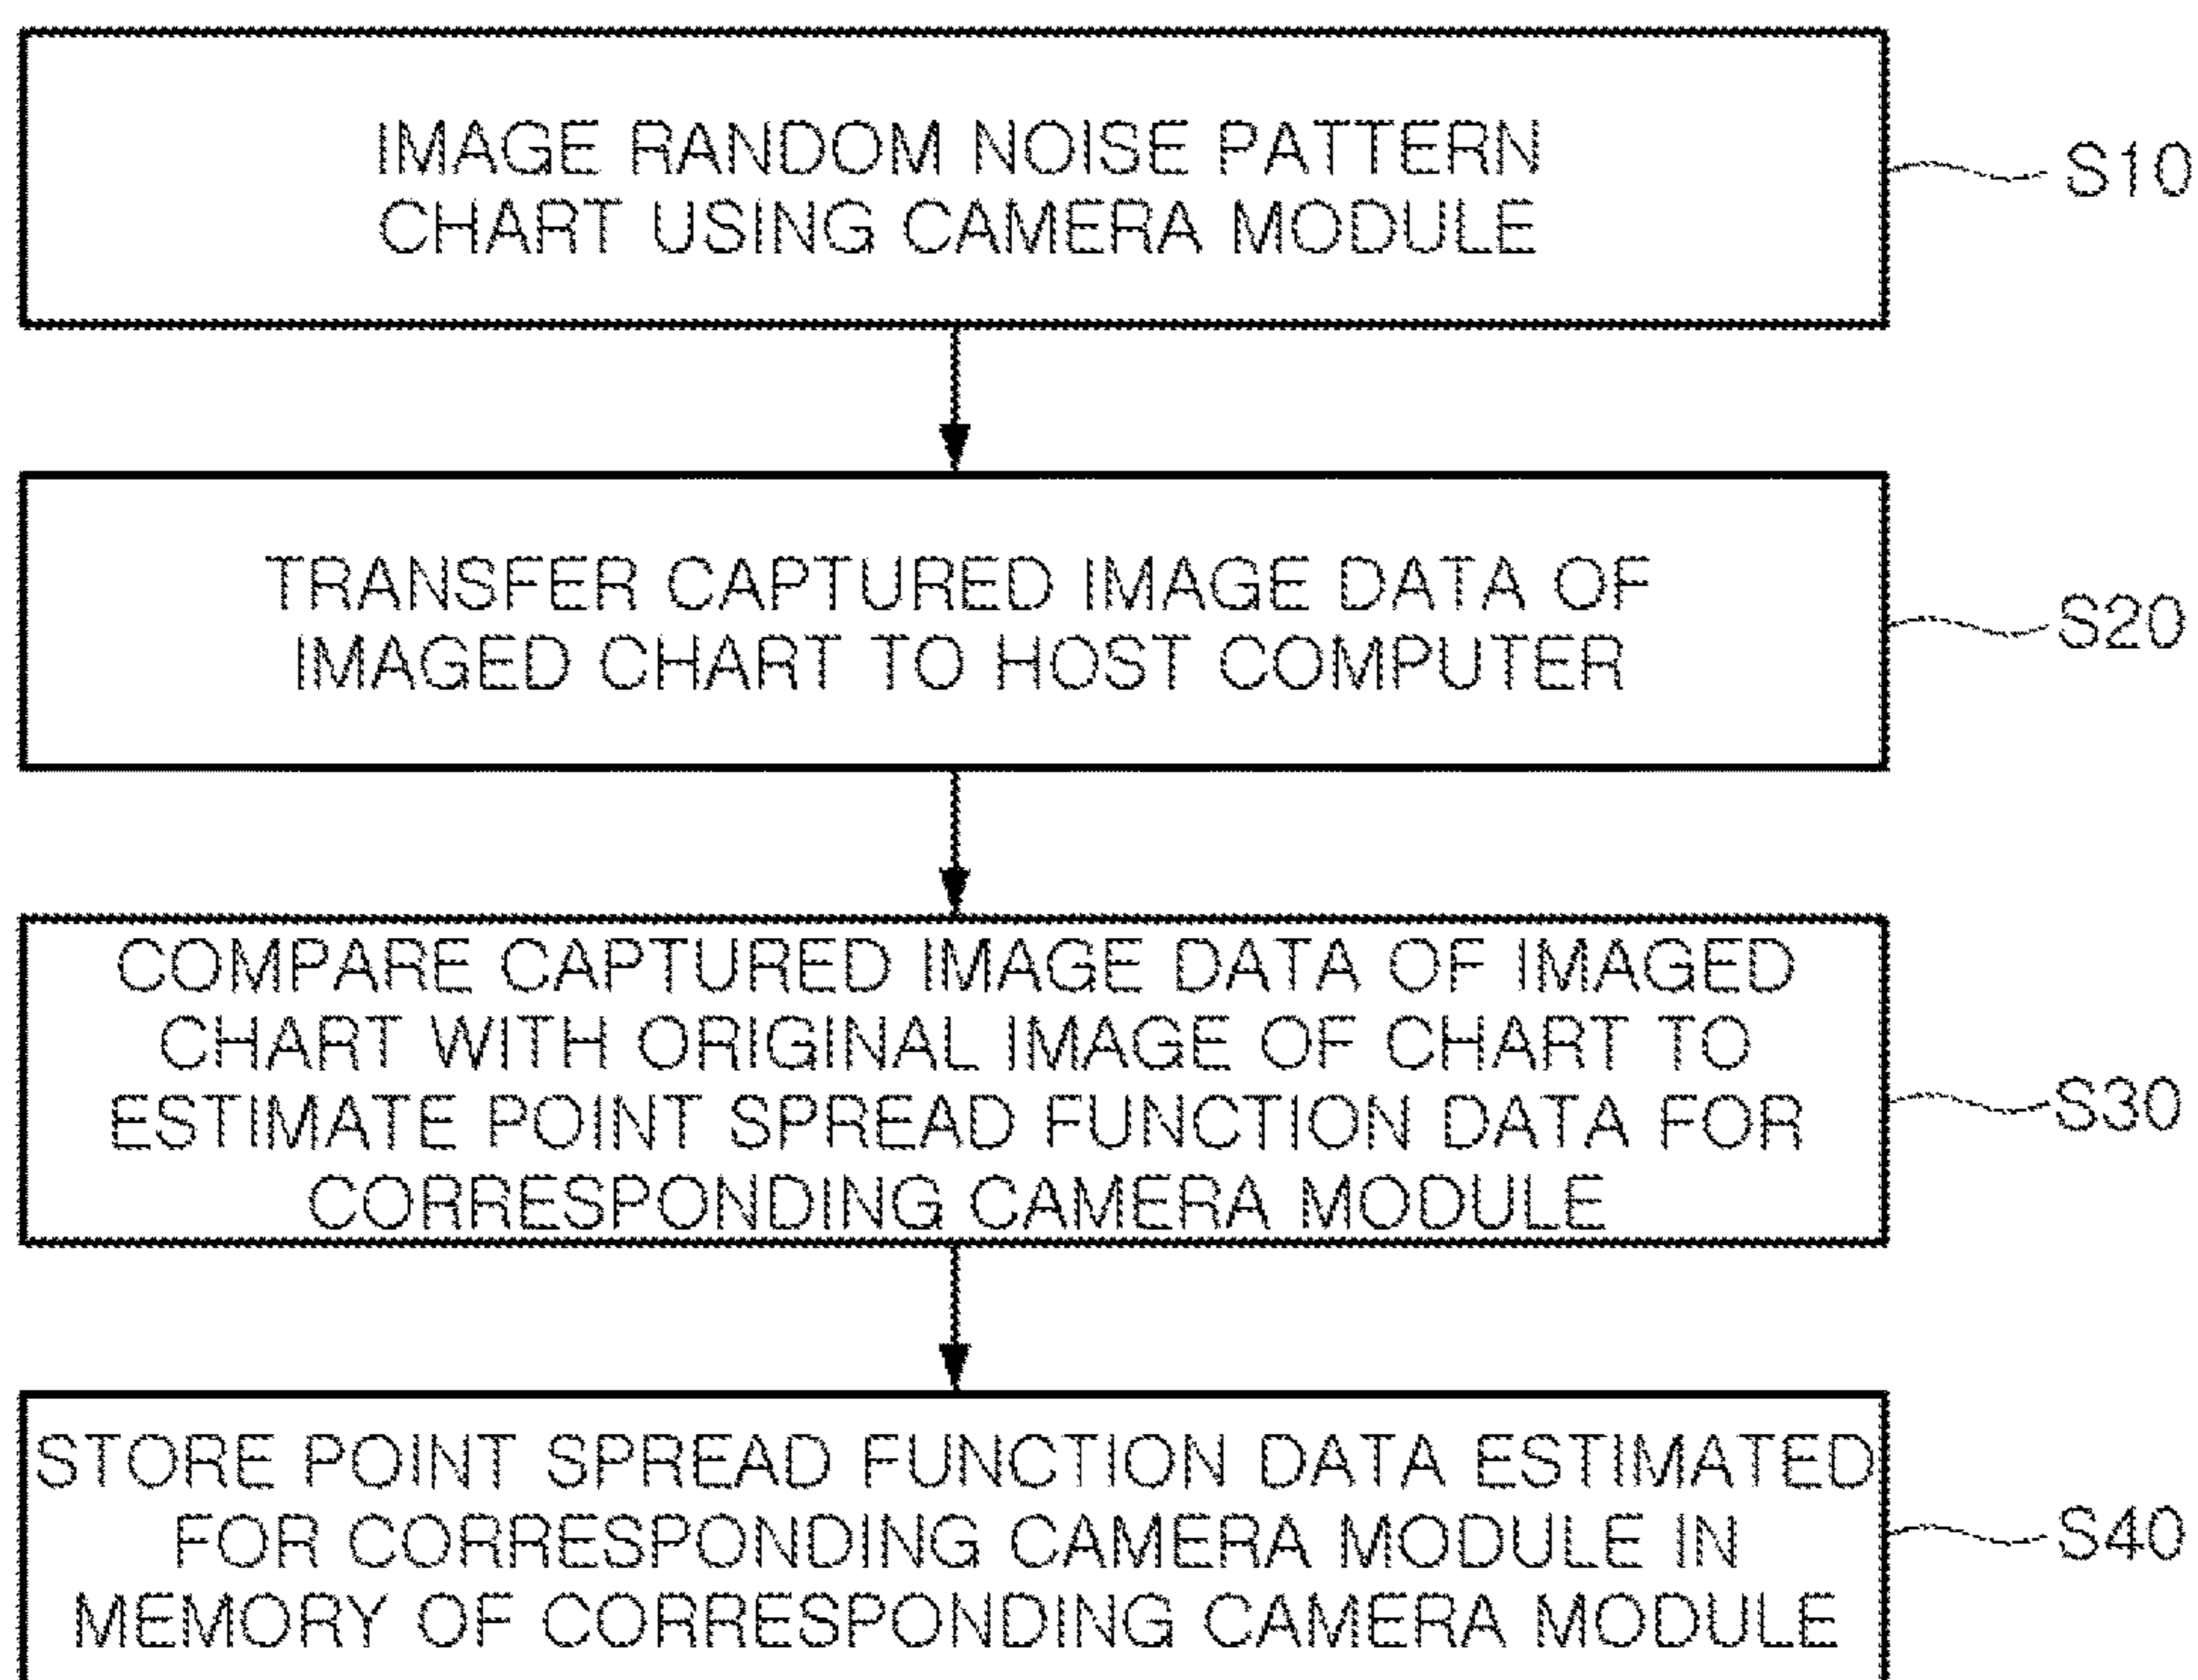 IMAGE RANDOM NOISE PATTERN
CHART USING CAMERA MODULE
S10
TRANSFER CAPTURED IMAGE DATA OF
IMAGED CHART TO HOST COMPUTER
S20
COMPARE CAPTURED IMAGE DATA OF IMAGED
CHART WITH ORIGINAL IMAGE OF CHART TO
ESTIMATE POINT SPREAD FUNCTION DATA FOR
CORRESPONDING CAMERA MODULE
S30
STORE POINT SPREAD FUNCTION DATA ESTIMATED
FOR CORRESPONDING CAMERA MODULE IN
MEMORY OF CORRESPONDING CAMERA MODULE
S40